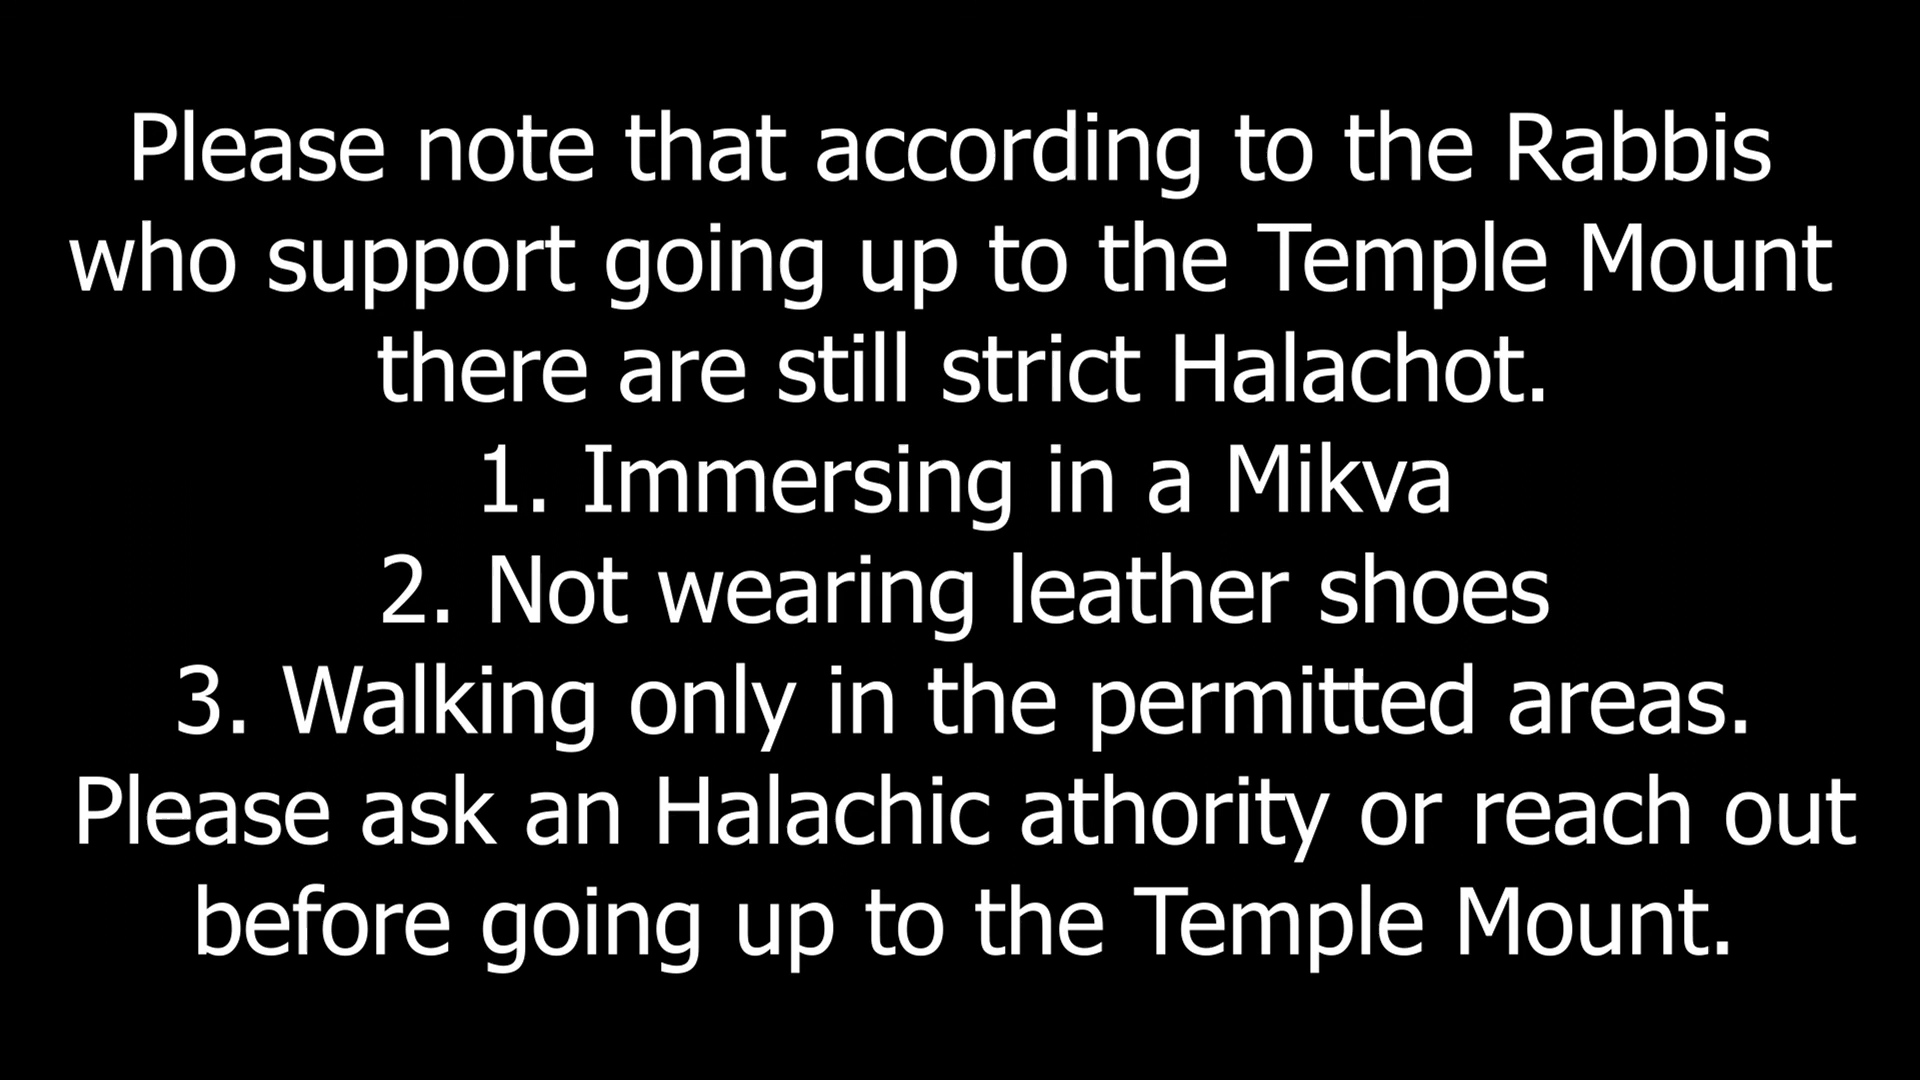 Please note that according to the Rabbis
who support going up to the Temple Mount
there are still strict Halachot.
1. Immersing in a Mikva
2. Not wearing leather shoes
3. Walking only in the permitted areas.
Please ask an Halachic athority or reach out
before going up to the Temple Mount.